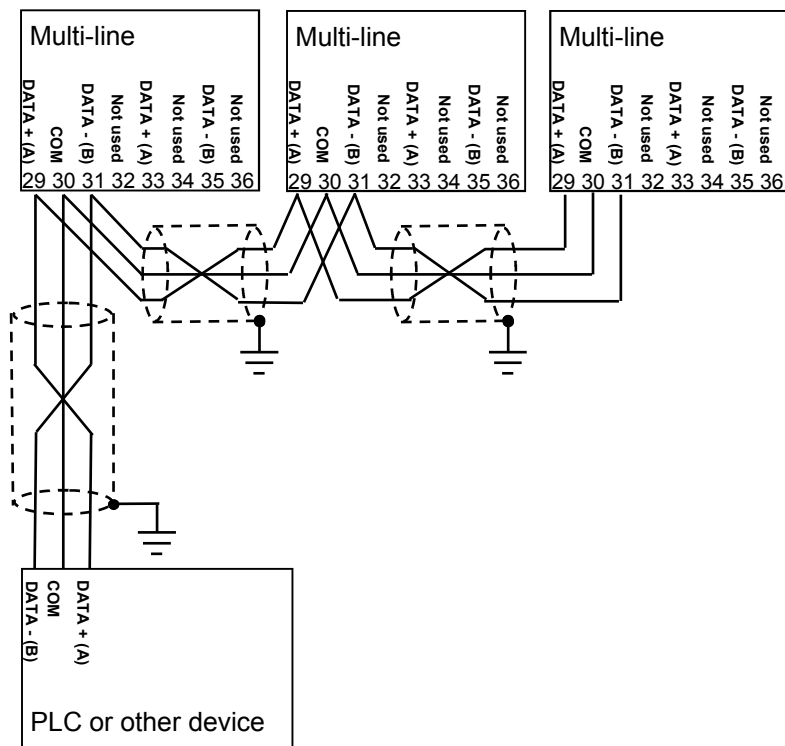 Multi-line
DATA + (A)
COM
DATA - (B)
Not used
DATA + (A)
Not used
DATA - (B)
Not used
29 30 31 32 33 34 35 36
Multi-line
DATA + (A)
COM
DATA - (B)
Not used
DATA + (A)
Not used
DATA - (B)
Not used
29 30 31 32 33 34 35 36
Multi-line
DATA + (A)
COM
DATA - (B)
Not used
DATA + (A)
Not used
DATA - (B)
Not used
29 30 31 32 33 34 35 36
DATA - (B)
COM
DATA + (A)
PLC or other device